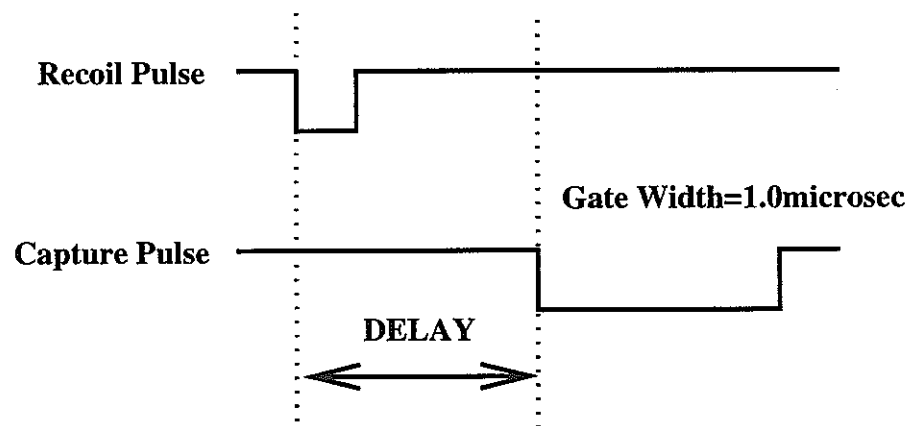 Recoil Pulse
Gate Width=1.0microsec
Capture Pulse
DELAY